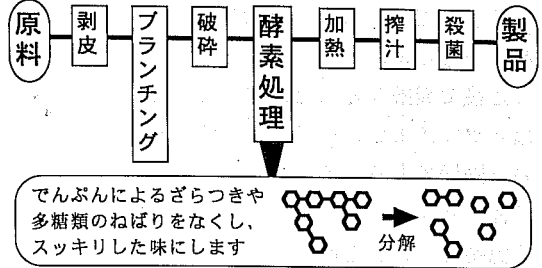 原料
剥皮
ブランチング
破砕
酵素処理
加熱
搾汁
殺菌
製品
でんぷんによるざらつきや
多糖類のねばりをなくし,
スッキリした味にします
分解